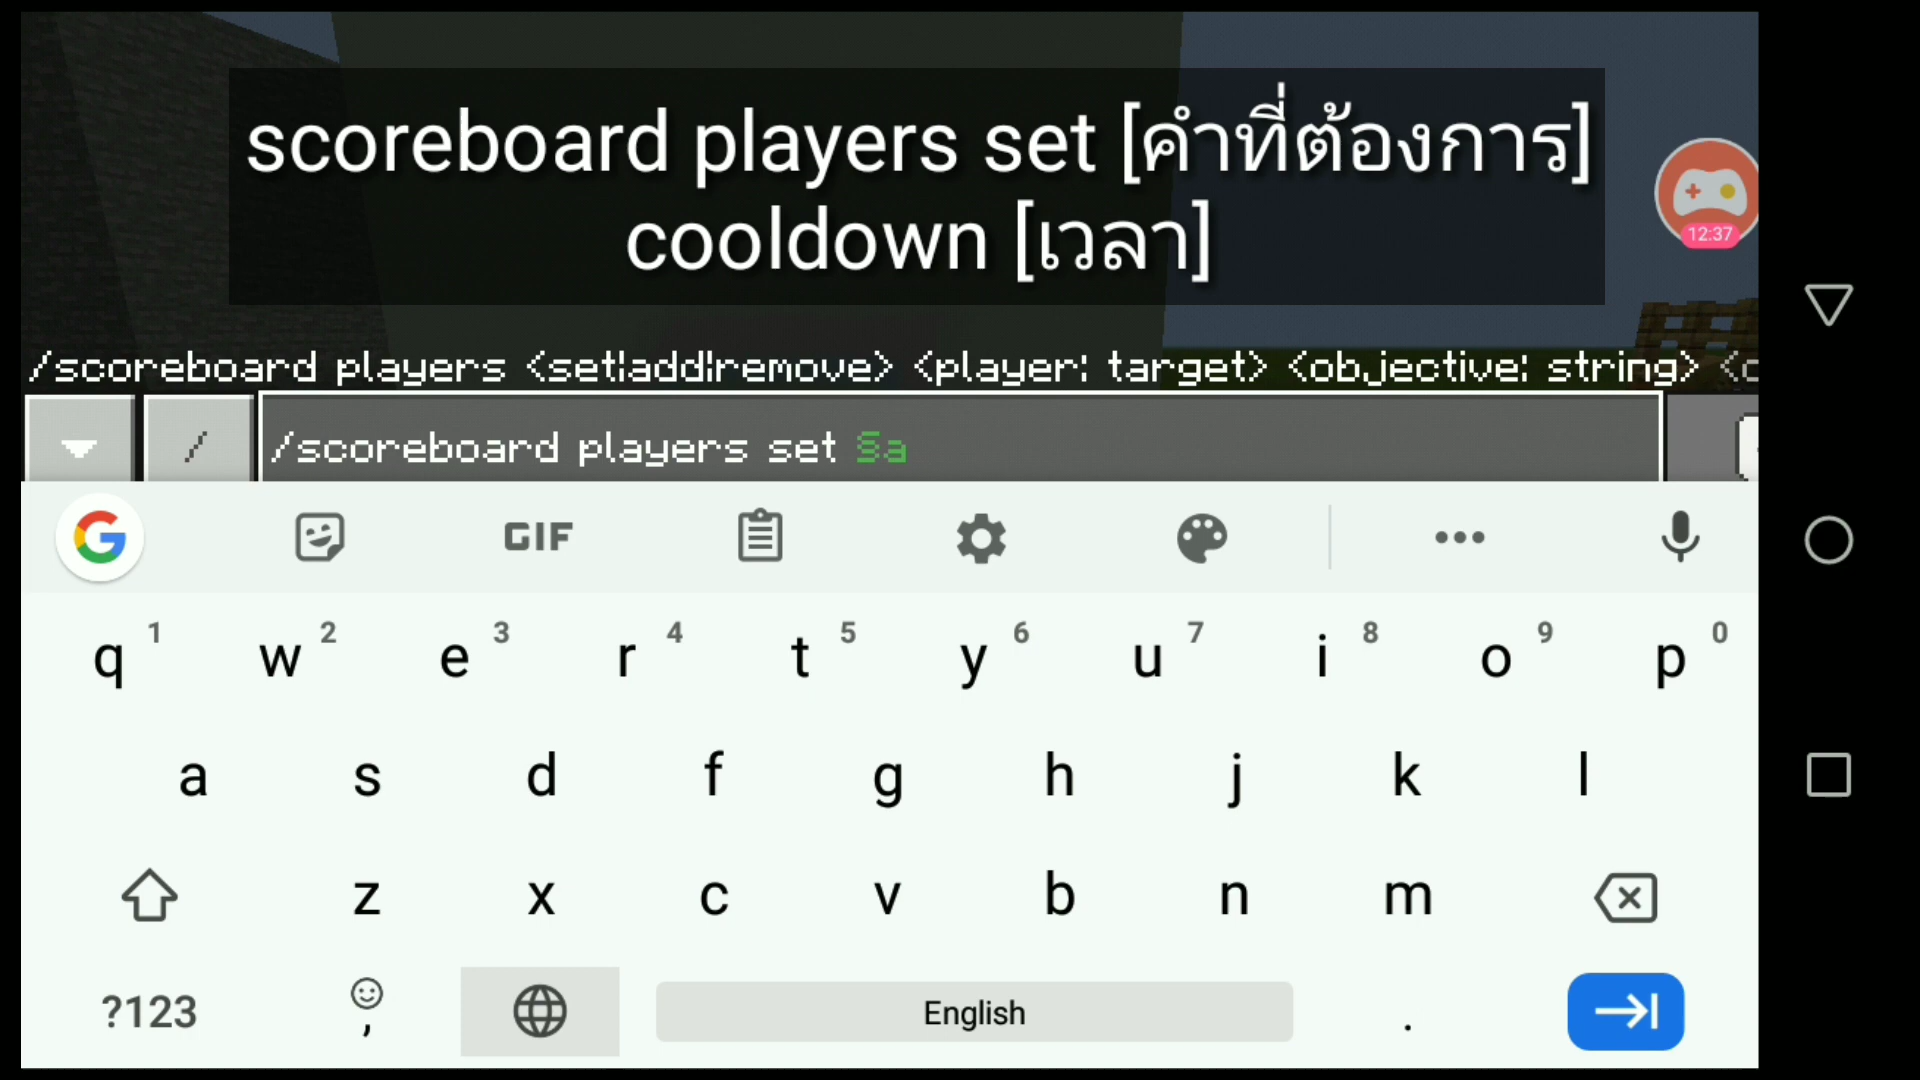 scoreboard players set [คำที่ต้องการ]
cooldown [เวลา]
12:37
/scoreboard players <set|add|remove> <player: target> <objective: string> <c
/
/scoreboard players set §a
GIF
q 1 w 2 e 3 r 4 t 5 y 6 u 7 i 8 o 9 p 0
a s d f g h j k l
z x c v b n m
?123 , English .